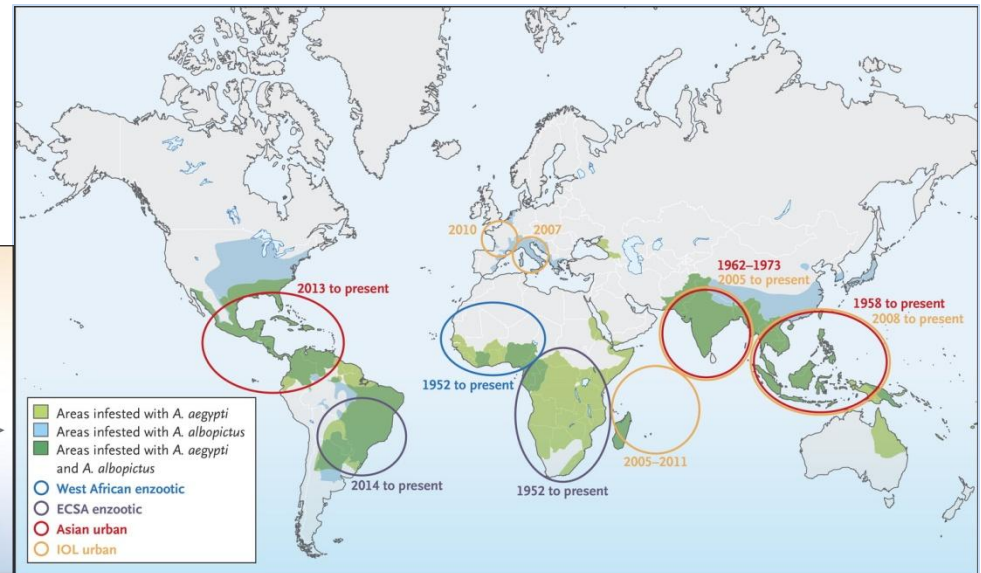 2010
2007
1962–1973
2005 to present
2013 to present
1958 to present
2008 to present
1952 to present
2005–2011
2014 to present
1952 to present
Areas infested with A. aegypti
Areas infested with A. albopictus
Areas infested with A. aegypti
and A. albopictus
West African enzootic
ECSA enzootic
Asian urban
IOL urban